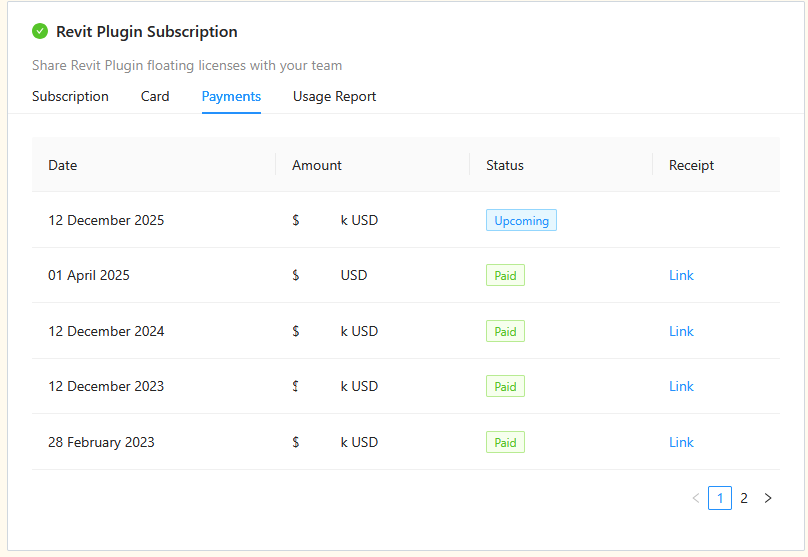 Revit Plugin Subscription
Share Revit Plugin floating licenses with your team
Subscription Card Payments Usage Report
Date Amount Status Receipt
12 December 2025 $ k USD Upcoming
01 April 2025 $ USD Paid Link
12 December 2024 $ k USD Paid Link
12 December 2023 $ k USD Paid Link
28 February 2023 $ k USD Paid Link
< 1 2 >